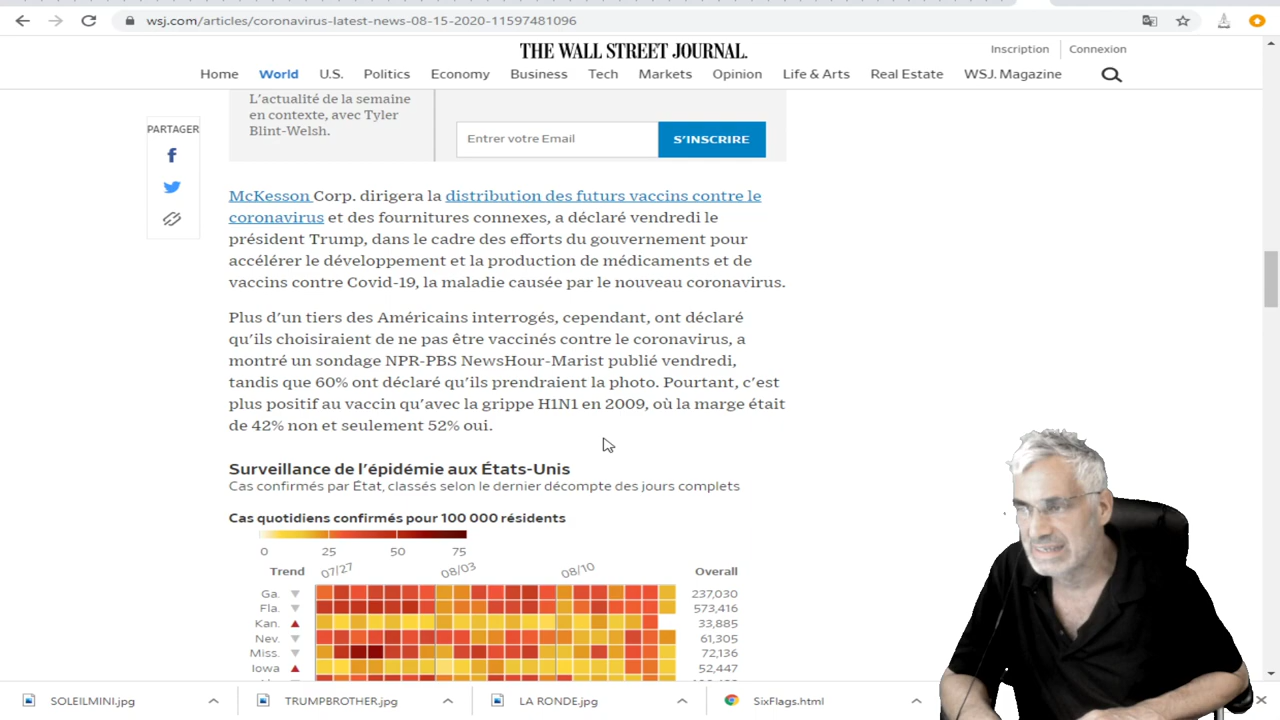 wsj.com/articles/coronavirus-latest-news-08-15-2020-11597481096
THE WALL STREET JOURNAL.
Inscription
Connexion
Home World U.S. Politics Economy Business Tech Markets Opinion Life & Arts Real Estate WSJ. Magazine
L'actualité de la semaine
en contexte, avec Tyler
Blint-Welsh.
Entrer votre Email
S'INSCRIRE
PARTAGER
McKesson Corp. dirigera la distribution des futurs vaccins contre le
coronavirus et des fournitures connexes, a déclaré vendredi le
président Trump, dans le cadre des efforts du gouvernement pour
accélérer le développement et la production de médicaments et de
vaccins contre Covid-19, la maladie causée par le nouveau coronavirus.
Plus d'un tiers des Américains interrogés, cependant, ont déclaré
qu'ils choisiraient de ne pas être vaccinés contre le coronavirus, a
montré un sondage NPR-PBS NewsHour-Marist publié vendredi,
tandis que 60% ont déclaré qu'ils prendraient la photo. Pourtant, c'est
plus positif au vaccin qu'avec la grippe H1N1 en 2009, où la marge était
de 42% non et seulement 52% oui.
Surveillance de l'épidémie aux États-Unis
Cas confirmés par État, classés selon le dernier décompte des jours complets
Cas quotidiens confirmés pour 100 000 résidents
0 25 50 75
Trend 07/27 08/03 08/10 Overall
Ga. 237,030
Fla. 573,416
Kan. 33,885
Nev. 61,305
Miss. 72,136
Iowa 52,447
SOLEILMINI.jpg
TRUMPBROTHER.jpg
LA RONDE.jpg
SixFlags.html